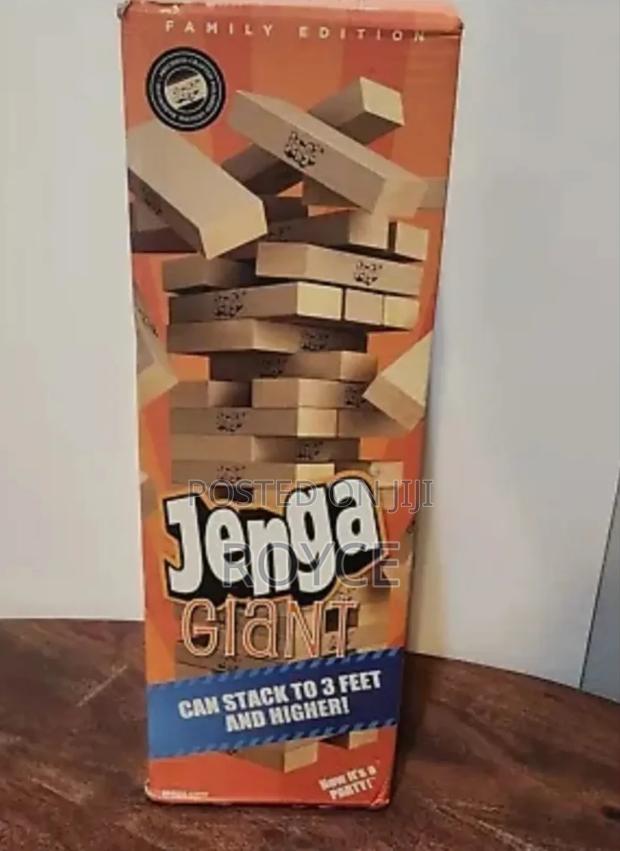 FAMILY EDITION
POSTED ON JIJI
Jenga
ROYCE
GIANT
CAN STACK TO 3 FEET
AND HIGHER!
Now it's a
PARTY!